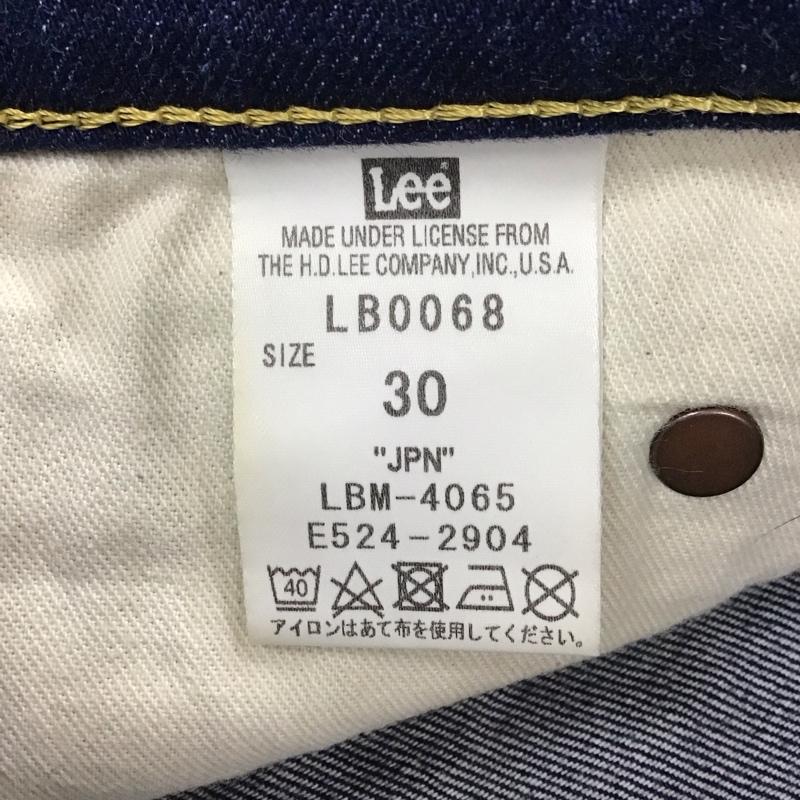 Lee
MADE UNDER LICENSE FROM
THE H.D.LEE COMPANY,INC.,U.S.A.
LB0068
SIZE
30
"JPN"
LBM-4065
E524-2904
40
アイロンはあて布を使用してください。